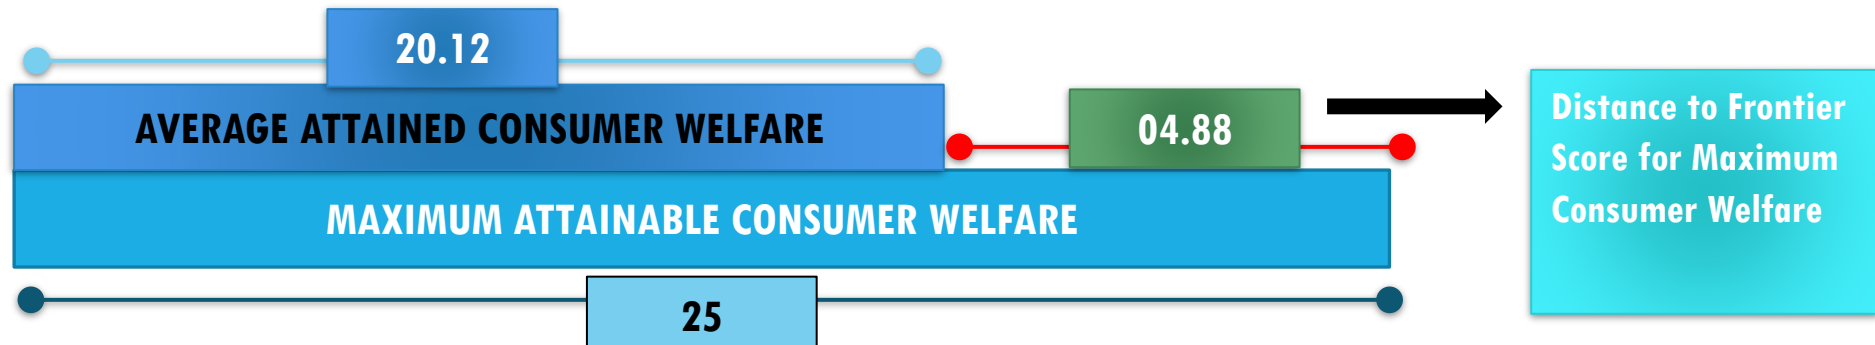 20.12
AVERAGE ATTAINED CONSUMER WELFARE
04.88
MAXIMUM ATTAINABLE CONSUMER WELFARE
25
Distance to Frontier
Score for Maximum
Consumer Welfare